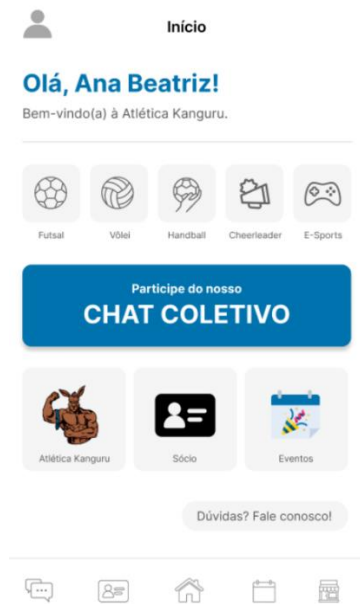 Início
Olá, Ana Beatriz!
Bem-vindo(a) à Atlética Kanguru.
Futsal
Vôlei
Handball
Cheerleader
E-Sports
Participe do nosso
CHAT COLETIVO
Atlética Kanguru
Sócio
Eventos
Dúvidas? Fale conosco!